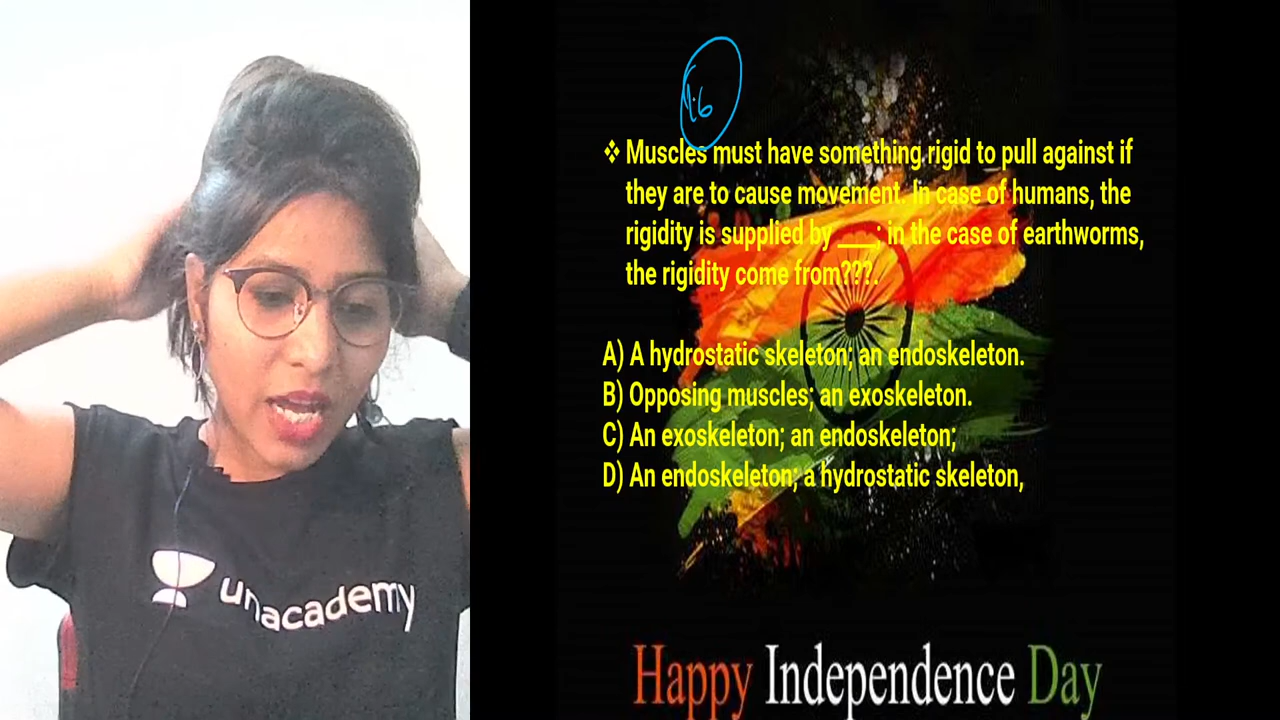 1.6
❖ Muscles must have something rigid to pull against if
they are to cause movement. In case of humans, the
rigidity is supplied by ____; in the case of earthworms,
the rigidity come from???.
A) A hydrostatic skeleton; an endoskeleton.
B) Opposing muscles; an exoskeleton.
C) An exoskeleton; an endoskeleton;
D) An endoskeleton; a hydrostatic skeleton,
unacademy
Happy Independence Day